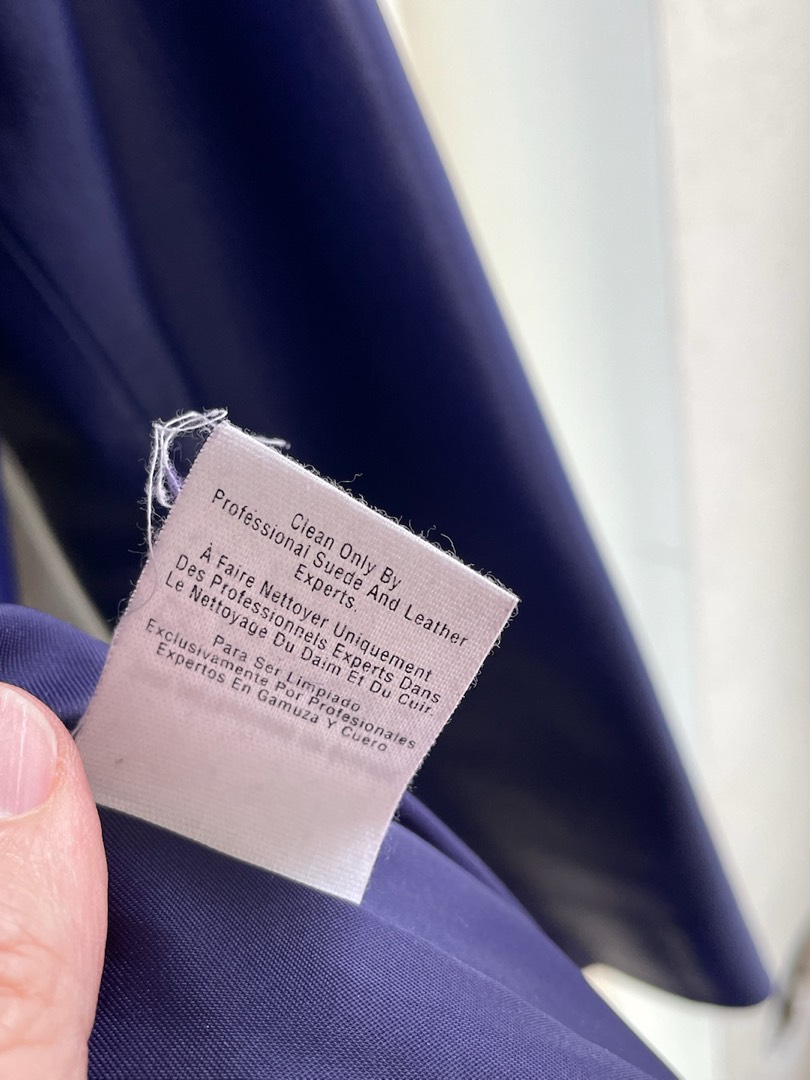 Clean Only By
Professional Suede And Leather
Experts.
À Faire Nettoyer Uniquement
Des Professionnels Experts Dans
Le Nettoyage Du Daim Et Du Cuir.
Para Ser Limpiado
Exclusivamente Por Profesionales
Expertos En Gamuza Y Cuero